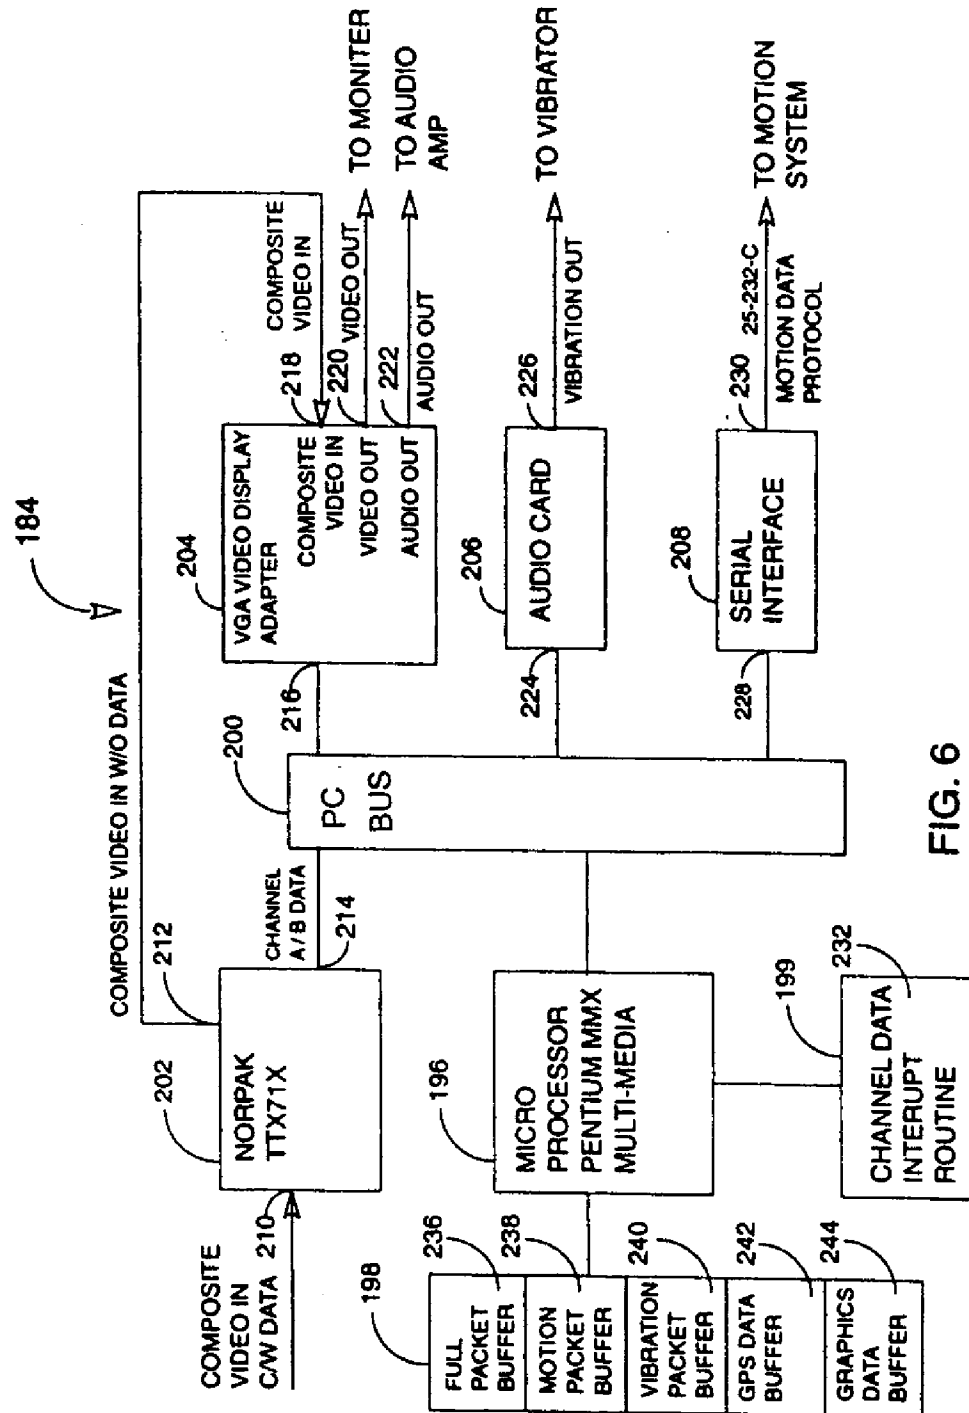 184
COMPOSITE VIDEO IN W/O DATA
COMPOSITE
VIDEO IN
C/W DATA
210
202
212
NORPAK
TTX71X
CHANNEL
A / B DATA
214
200
PC
BUS
204
216
VGA VIDEO DISPLAY
ADAPTER
COMPOSITE
VIDEO IN
VIDEO OUT
AUDIO OUT
218
220
222
COMPOSITE
VIDEO IN
VIDEO OUT
AUDIO OUT
TO MONITER
TO AUDIO
AMP
206
224
AUDIO CARD
226
VIBRATION OUT
TO VIBRATOR
208
228
SERIAL
INTERFACE
230
25-232-C
MOTION DATA
PROTOCOL
TO MOTION
SYSTEM
196
MICRO
PROCESSOR
PENTIUM MMX
MULTI-MEDIA
198
FULL
PACKET
BUFFER
236
MOTION
PACKET
BUFFER
238
VIBRATION
PACKET
BUFFER
240
GPS DATA
BUFFER
242
GRAPHICS
DATA
BUFFER
244
199
232
CHANNEL DATA
INTERUPT
ROUTINE
FIG. 6